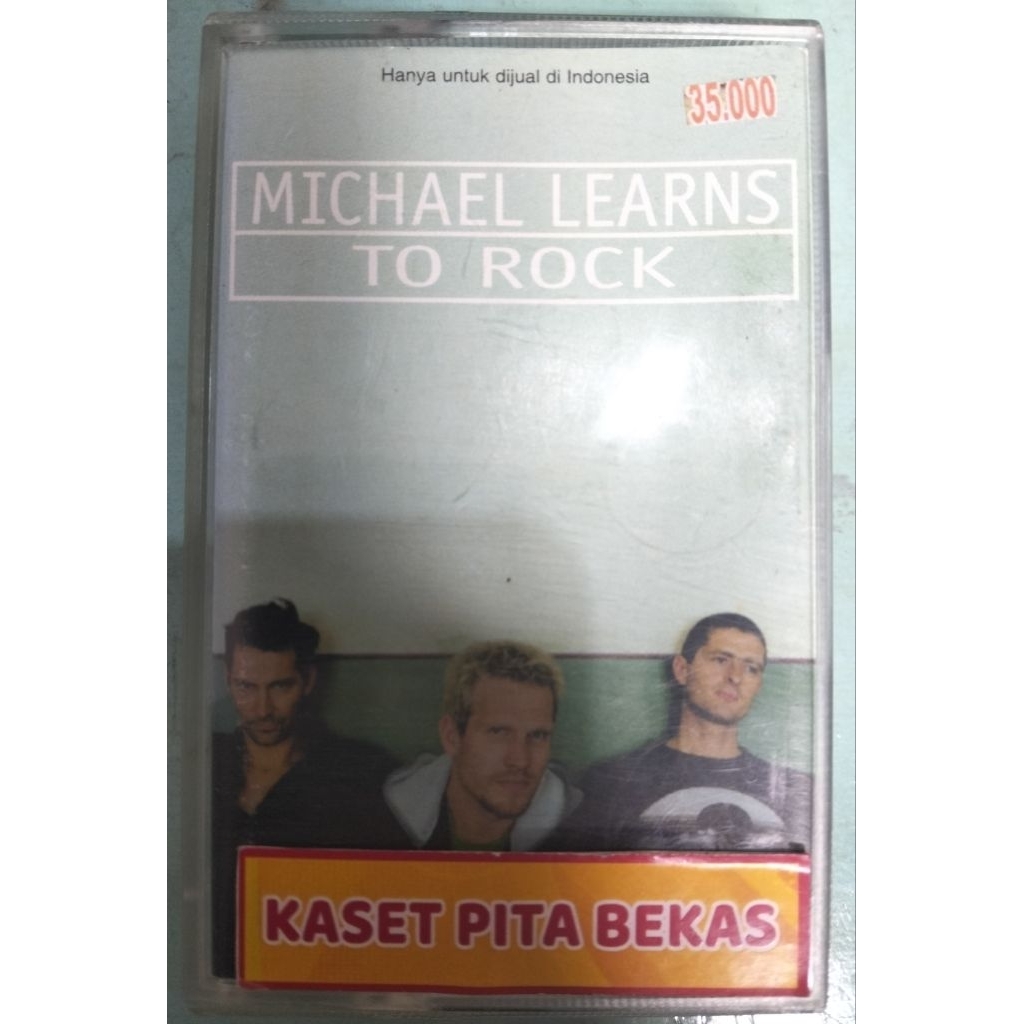 Hanya untuk dijual di Indonesia
35.000
MICHAEL LEARNS
TO ROCK
KASET PITA BEKAS